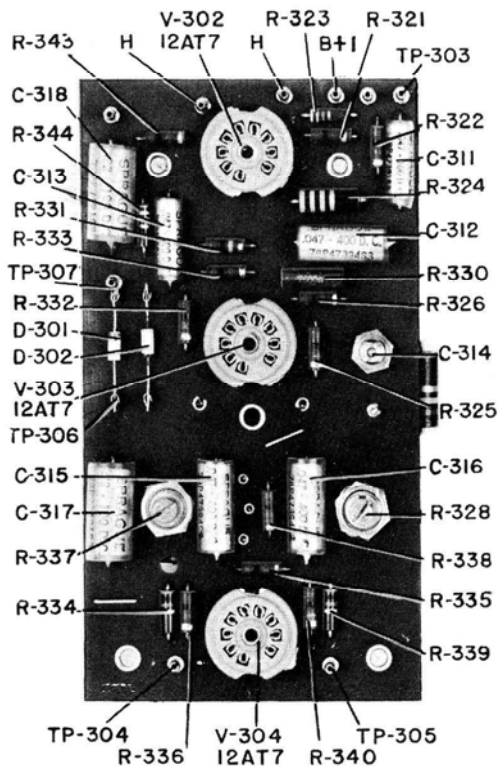 V-302
12AT7
R-323
R-321
R-343
H
H
B+1
TP-303
C-318
R-322
R-344
C-311
C-313
R-324
R-331
C-312
.047-400 D.C.
R-333
R-330
TP-307
R-326
R-332
D-301
D-302
C-314
V-303
12AT7
R-325
TP-306
C-315
C-316
C-317
SPRAGUE
R-328
R-337
R-338
R-334
R-335
R-339
TP-304
R-336
V-304
12AT7
R-340
TP-305